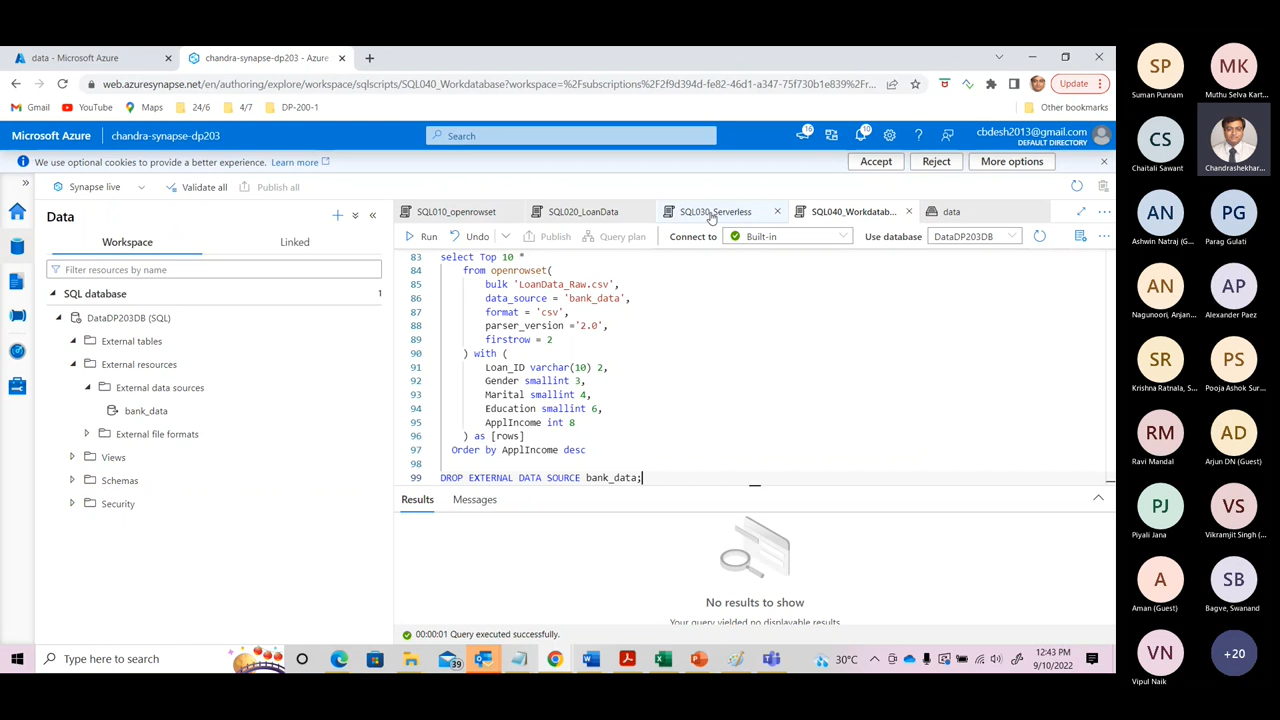 data - Microsoft Azure
chandra-synapse-dp203 - Azure
web.azuresynapse.net/en/authoring/explore/workspace/sqlscripts/SQL040_Workdatabase?workspace=%2Fsubscriptions%2F2f9d394d-fe82-46d1-a347-75f730b1e839%2Fr...
Update
Gmail
YouTube
Maps
24/6
4/7
DP-200-1
Other bookmarks
Microsoft Azure
chandra-synapse-dp203
Search
16
10
cbdesh2013@gmail.com
DEFAULT DIRECTORY
We use optional cookies to provide a better experience. Learn more
Accept
Reject
More options
Synapse live
Validate all
Publish all
Data
Workspace
Linked
Filter resources by name
SQL database
1
DataDP203DB (SQL)
External tables
External resources
External data sources
bank_data
External file formats
Views
Schemas
Security
SQL010_openrowset
SQL020_LoanData
SQL030_Serverless
SQL040_Workdatab...
data
Run
Undo
Publish
Query plan
Connect to
Built-in
Use database
DataDP203DB
83 select Top 10 *
84 from openrowset(
85 bulk 'LoanData_Raw.csv',
86 data_source = 'bank_data',
87 format = 'csv',
88 parser_version ='2.0',
89 firstrow = 2
90 ) with (
91 Loan_ID varchar(10) 2,
92 Gender smallint 3,
93 Marital smallint 4,
94 Education smallint 6,
95 ApplIncome int 8
96 ) as [rows]
97 Order by ApplIncome desc
98
99 DROP EXTERNAL DATA SOURCE bank_data;
Results
Messages
No results to show
Your query yielded no displayable results
00:00:01 Query executed successfully.
Type here to search
39
30°C
12:43 PM
9/10/2022
SP
Suman Punnam
MK
Muthu Selva Kart...
CS
Chaitali Sawant
Chandrashekhar...
AN
Ashwin Natraj (G...
PG
Parag Gulati
AN
Nagunoori, Anjan...
AP
Alexander Paez
SR
Krishna Ratnala, S...
PS
Pooja Ashok Sur...
RM
Ravi Mandal
AD
Arjun DN (Guest)
PJ
Piyali Jana
VS
Vikramjit Singh (...
A
Aman (Guest)
SB
Bagve, Swanand
VN
Vipul Naik
+20